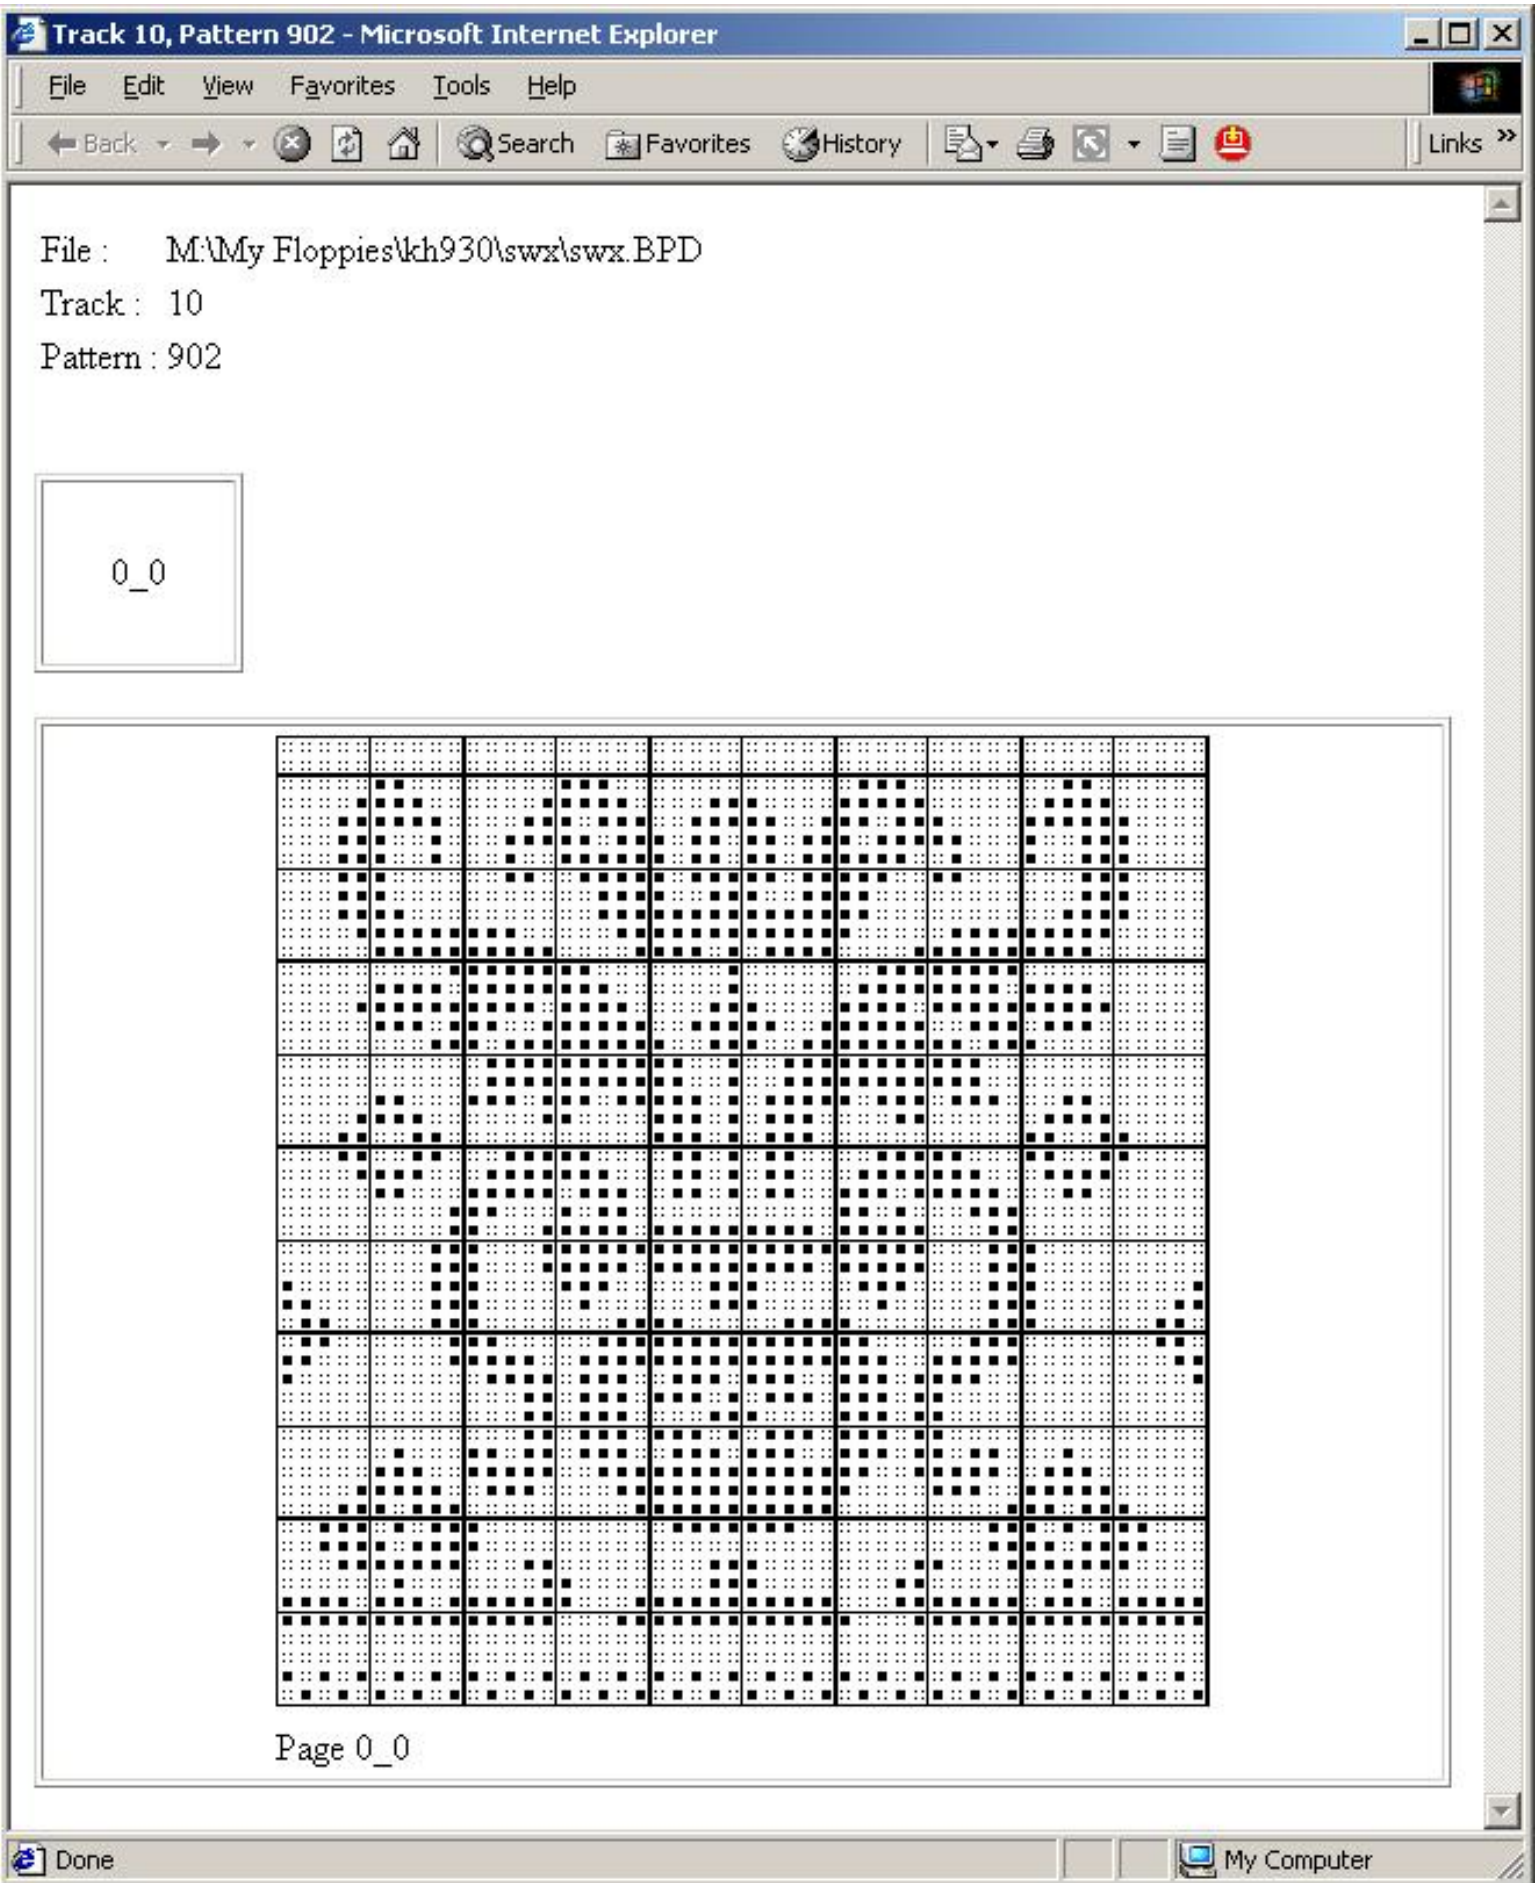 Track 10, Pattern 902 - Microsoft Internet Explorer
File Edit View Favorites Tools Help
Back Search Favorites History Links »
File : M:\My Floppies\kh930\swx\swx.BPD
Track : 10
Pattern : 902
0_0
Page 0_0
Done My Computer